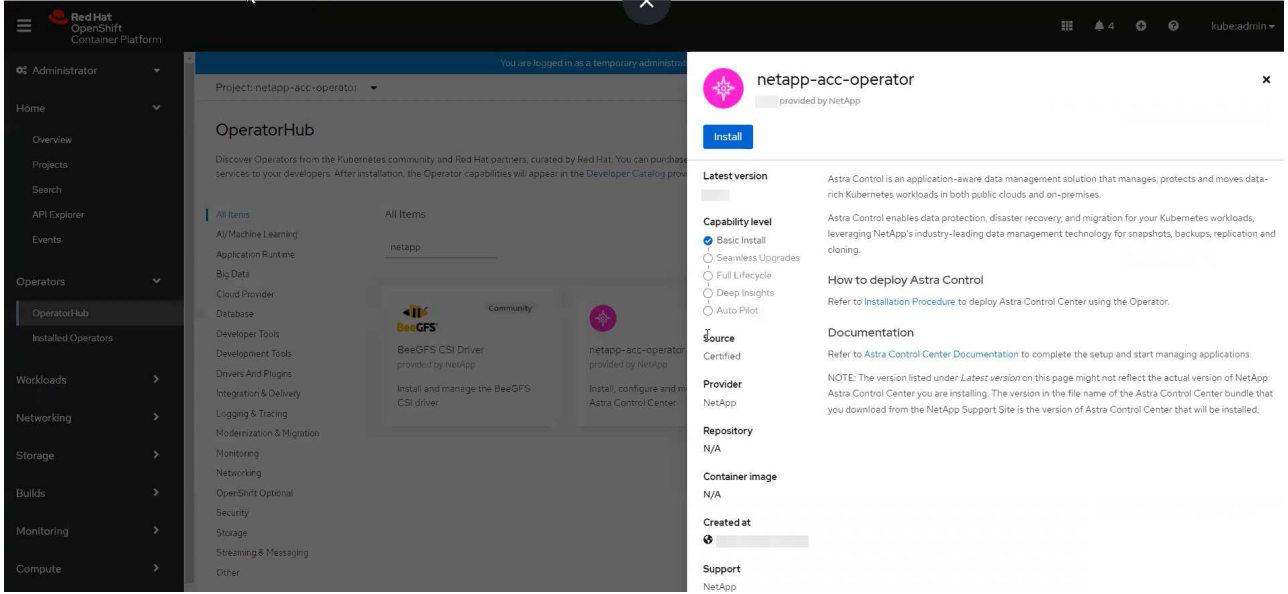 Red Hat
OpenShift
Container Platform
4
kube:admin
Administrator
Home
Overview
Projects
Search
API Explorer
Events
Operators
OperatorHub
Installed Operators
Workloads
Networking
Storage
Builds
Monitoring
Compute
You are logged in as a temporary administrat
Project: netapp-acc-operator
OperatorHub
Discover Operators from the Kubernetes community and Red Hat partners, curated by Red Hat. You can purchase
services to your developers. After installation, the Operator capabilities will appear in the Developer Catalog prov
All Items
AI/Machine Learning
Application Runtime
Big Data
Cloud Provider
Database
Developer Tools
Development Tools
Drivers And Plugins
Integration & Delivery
Logging & Tracing
Modernization & Migration
Monitoring
Networking
OpenShift Optional
Security
Storage
Streaming & Messaging
Other
All Items
netapp
BeeGFS
Community
BeeGFS CSI Driver
provided by NetApp
Install and manage the BeeGFS
CSI driver
netapp-acc-operator
provided by NetApp
Install, configure and m
Astra Control Center
netapp-acc-operator
provided by NetApp
Install
Latest version
Capability level
Basic Install
Seamless Upgrades
Full Lifecycle
Deep Insights
Auto Pilot
Source
Certified
Provider
NetApp
Repository
N/A
Container image
N/A
Created at
Support
NetApp
Astra Control is an application-aware data management solution that manages, protects and moves data-
rich Kubernetes workloads in both public clouds and on-premises.
Astra Control enables data protection, disaster recovery, and migration for your Kubernetes workloads,
leveraging NetApp's industry-leading data management technology for snapshots, backups, replication and
cloning.
How to deploy Astra Control
Refer to Installation Procedure to deploy Astra Control Center using the Operator.
Documentation
Refer to Astra Control Center Documentation to complete the setup and start managing applications.
NOTE: The version listed under Latest version on this page might not reflect the actual version of NetApp
Astra Control Center you are installing. The version in the file name of the Astra Control Center bundle that
you download from the NetApp Support Site is the version of Astra Control Center that will be installed.